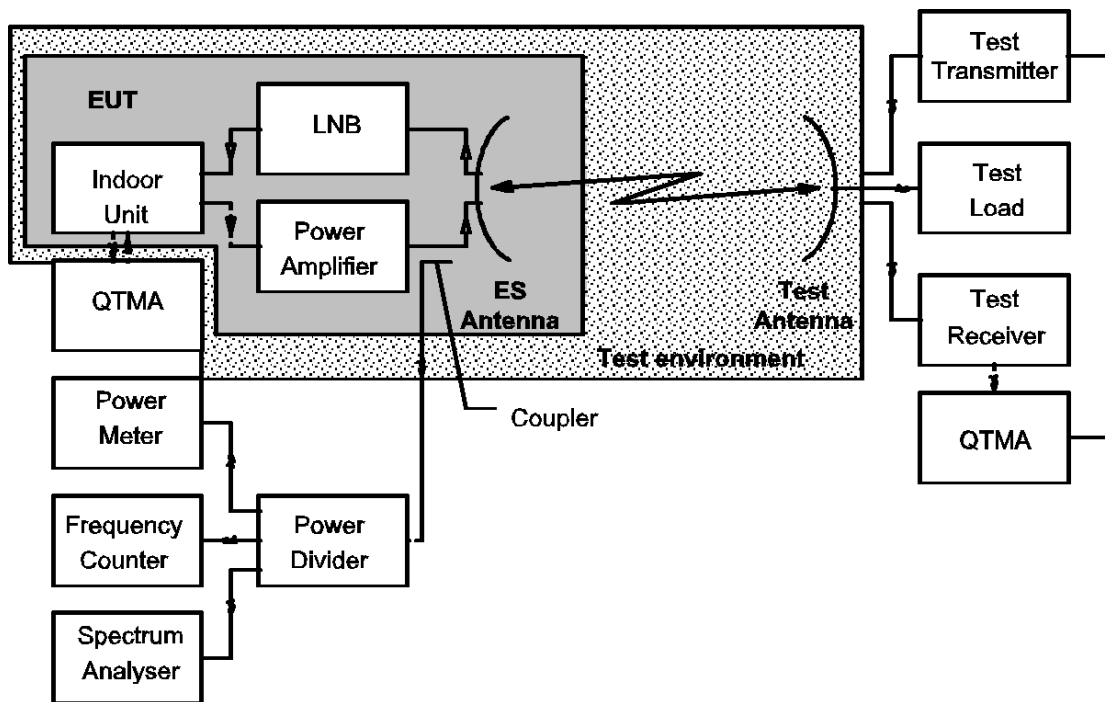 EUT
LNB
Indoor
Unit
Power
Amplifier
ES
Antenna
QTMA
Power
Meter
Frequency
Counter
Spectrum
Analyser
Power
Divider
Coupler
Test environment
Test
Antenna
Test
Transmitter
Test
Load
Test
Receiver
QTMA